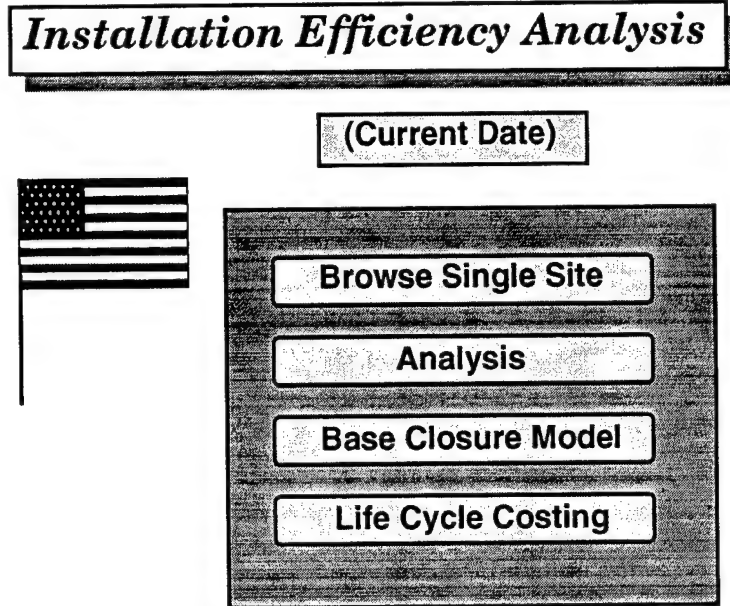 Installation Efficiency Analysis
(Current Date)
Browse Single Site
Analysis
Base Closure Model
Life Cycle Costing